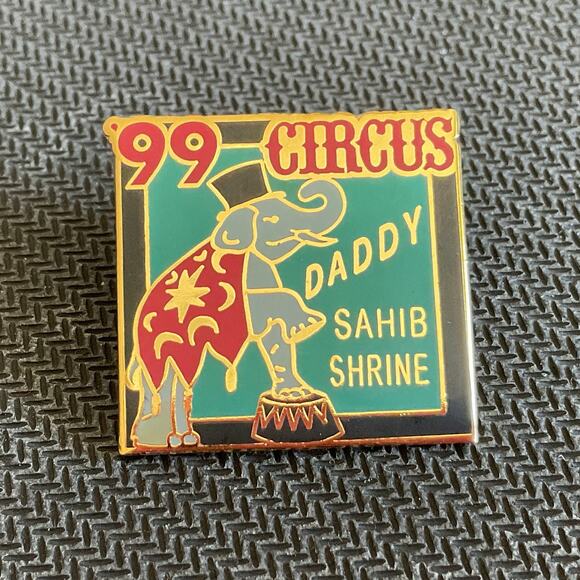 '99 CIRCUS
DADDY
SAHIB
SHRINE